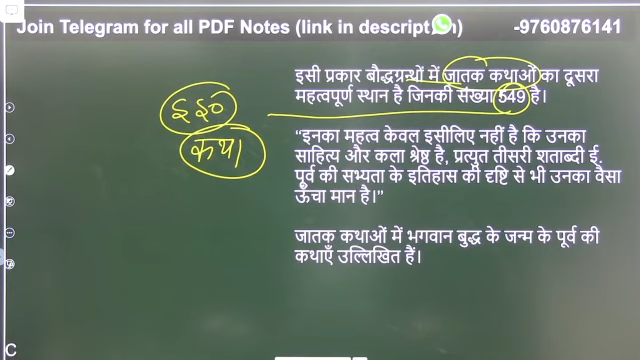 Join Telegram for all PDF Notes (link in descript n) -9760876141
इसी प्रकार बौद्धग्रन्थों में जातक कथाओं का दूसरा
महत्वपूर्ण स्थान है जिनकी संख्या 549 है।
कथा
“इनका महत्व केवल इसीलिए नहीं है कि उनका
साहित्य और कला श्रेष्ठ है, प्रत्युत तीसरी शताब्दी ई.
पूर्व की सभ्यता के इतिहास की दृष्टि से भी उनका वैसा
ऊँचा मान है।”
जातक कथाओं में भगवान बुद्ध के जन्म के पूर्व की
कथाएँ उल्लिखित हैं।
C